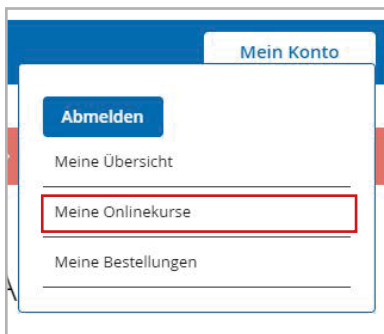 Mein Konto
Abmelden
Meine Übersicht
Meine Onlinekurse
Meine Bestellungen